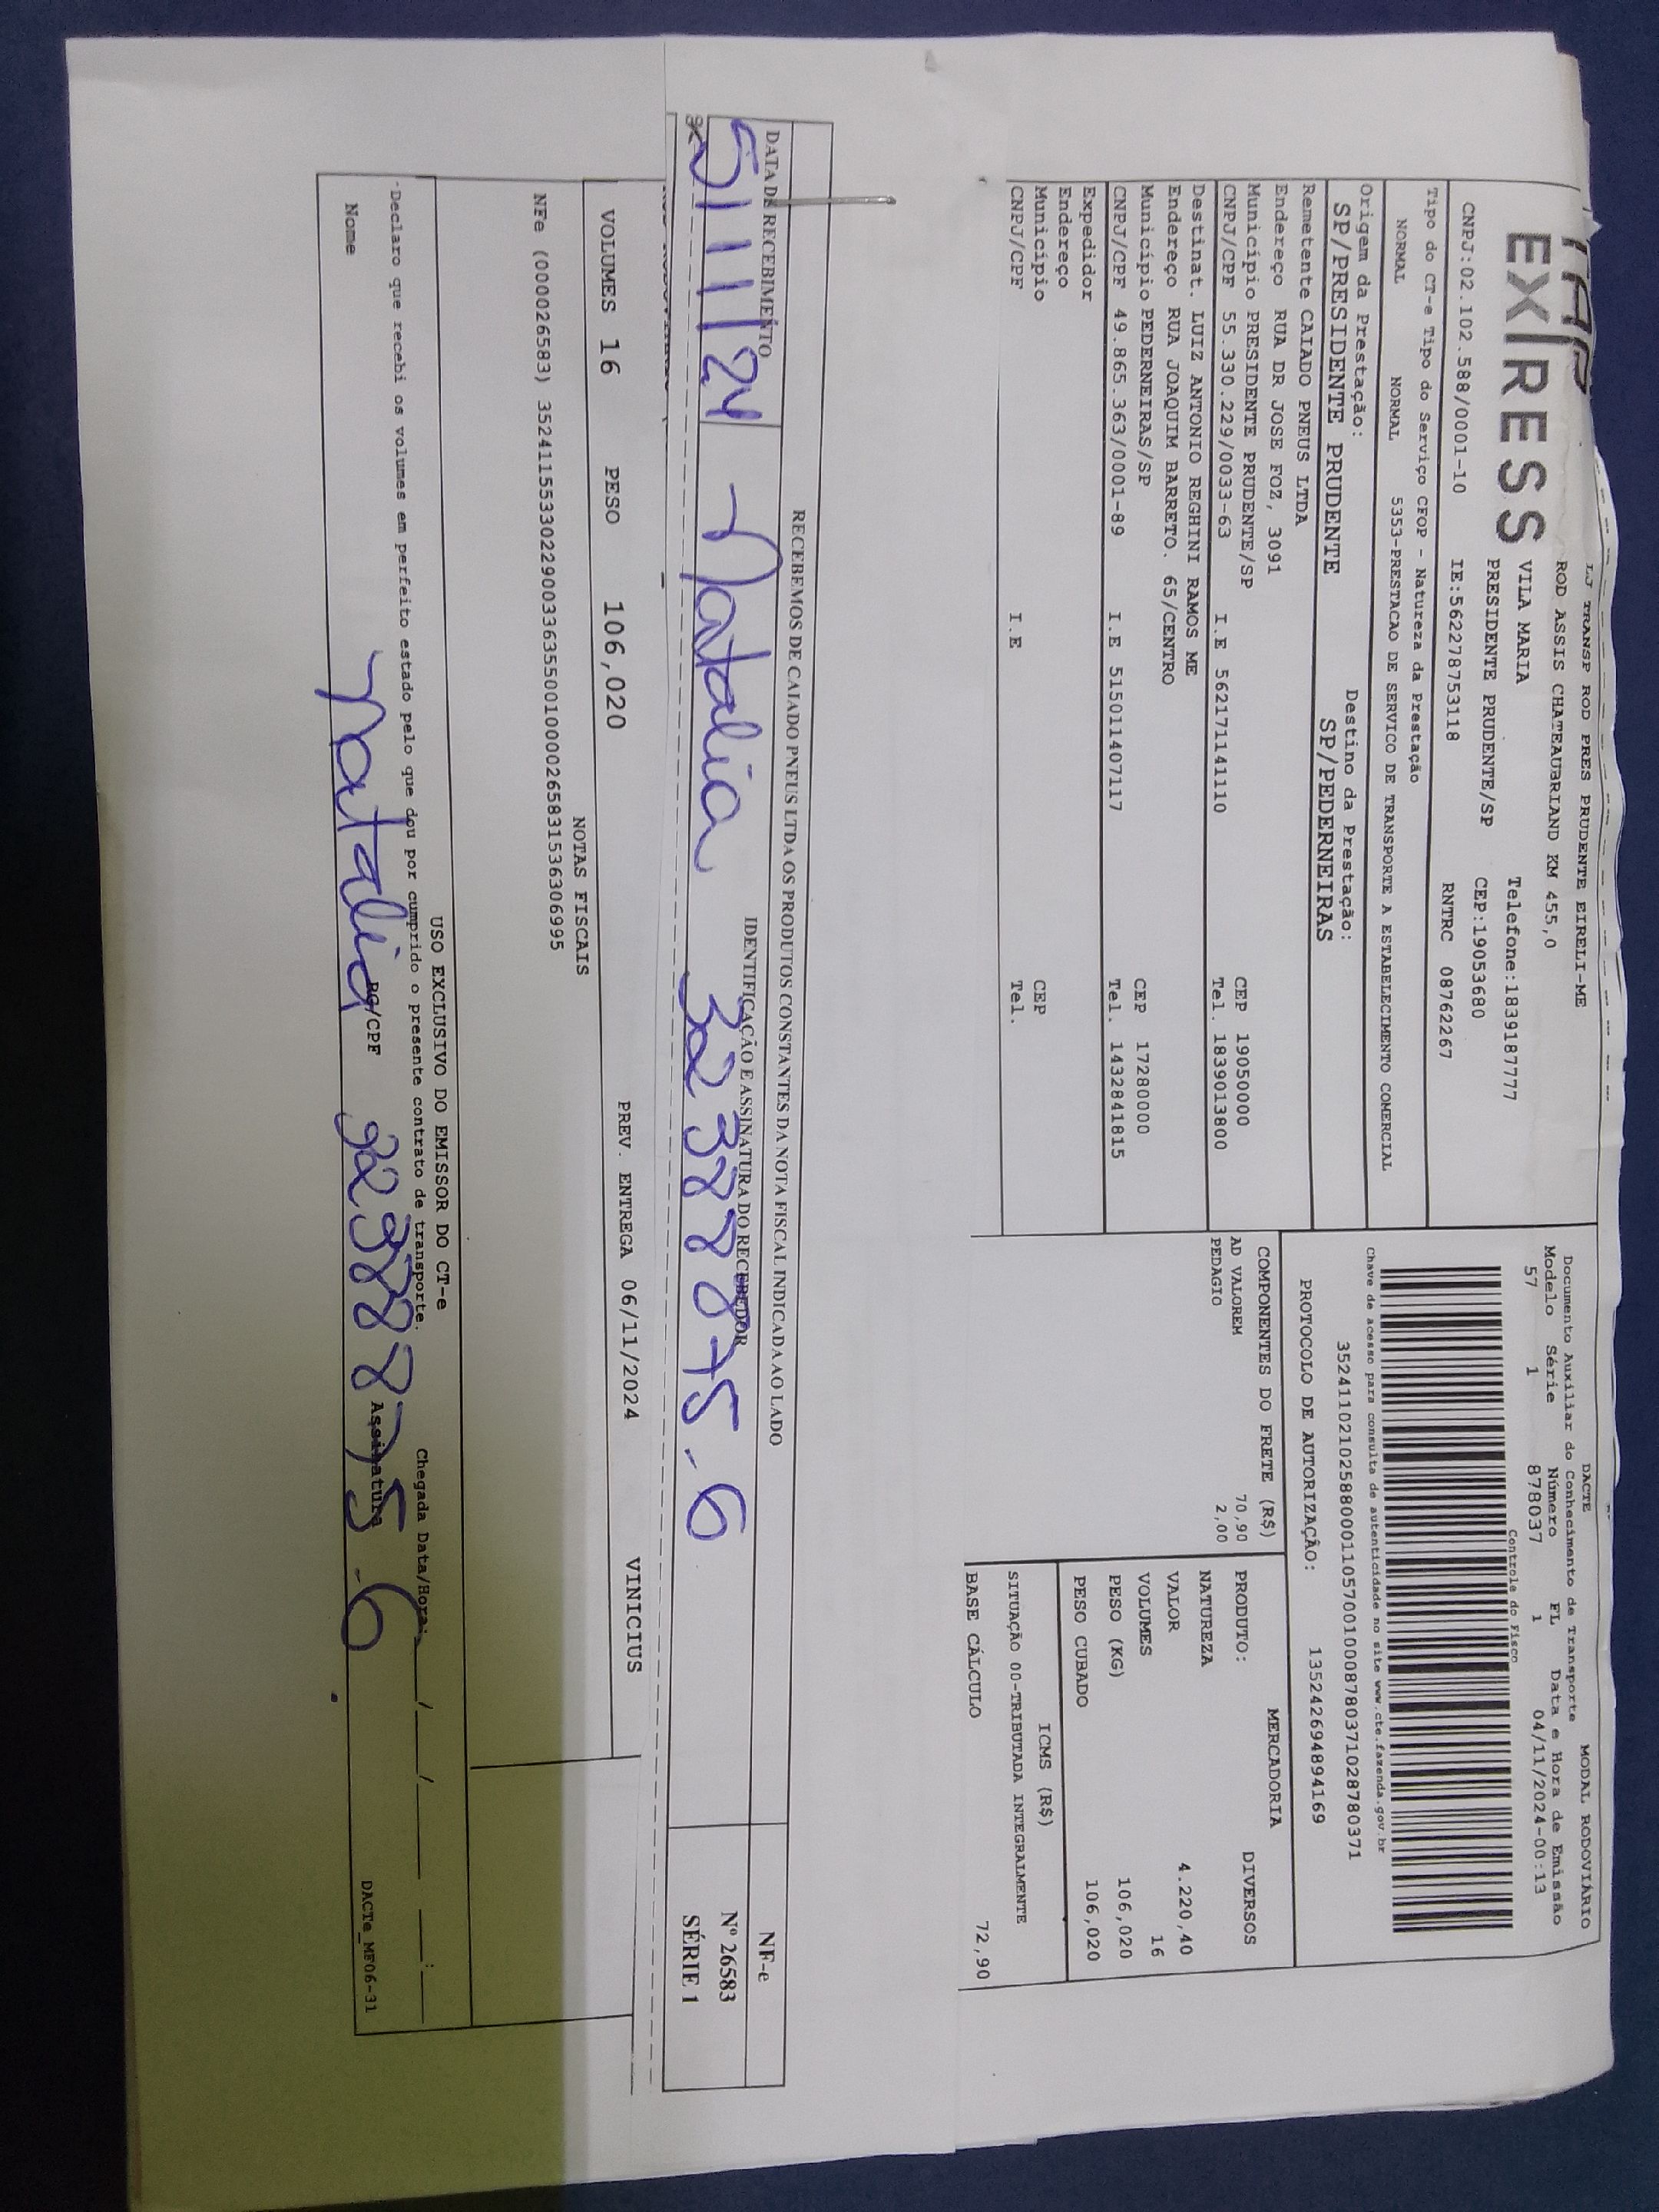 EX/RESS
LJ TRANSP ROD PRES PRUDENTE EIRELI-ME
ROD ASSIS CHATEAUBRIAND KM 455,0
VILA MARIA Telefone:1839187777
PRESIDENTE PRUDENTE/SP CEP:19053680
CNPJ:02.102.588/0001-10 IE:562278753118 RNTRC 08762267
Tipo do CT-e Tipo do Serviço CFOP - Natureza da Prestação
NORMAL NORMAL 5353-PRESTACAO DE SERVICO DE TRANSPORTE A ESTABELECIMENTO COMERCIAL
Origem da Prestação: Destino da Prestação:
SP/PRESIDENTE PRUDENTE SP/PEDERNEIRAS
Remetente CAIADO PNEUS LTDA
Endereço RUA DR JOSE FOZ, 3091
Município PRESIDENTE PRUDENTE/SP CEP 19050000
CNPJ/CPF 55.330.229/0033-63 I.E 562171141110 Tel. 1839013800
Destinat. LUIZ ANTONIO REGHINI RAMOS ME
Endereço RUA JOAQUIM BARRETO. 65/CENTRO
Município PEDERNEIRAS/SP CEP 17280000
CNPJ/CPF 49.865.363/0001-89 I.E 515011407117 Tel. 1432841815
Expedidor
Endereço
Município CEP
CNPJ/CPF I.E Tel.
DACTE MODAL RODOVIÁRIO
Documento Auxiliar do Conhecimento de Transporte
Modelo Série Número FL Data e Hora de Emissão
57 1 878037 1 04/11/2024-00:13
Controle do Fisco
Chave de acesso para consulta de autenticidade no site www.cte.fazenda.gov.br
35241102102588000110570010008780371028780371
PROTOCOLO DE AUTORIZAÇÃO: 135242694894169
COMPONENTES DO FRETE (R$)
AD VALOREM 70,90
PEDAGIO 2,00
MERCADORIA
PRODUTO: DIVERSOS
NATUREZA
VALOR 4.220,40
VOLUMES 16
PESO (KG) 106,020
PESO CUBADO 106,020
ICMS (R$)
SITUAÇÃO 00-TRIBUTADA INTEGRALMENTE
BASE CÁLCULO 72,90
RECEBEMOS DE CAIADO PNEUS LTDA OS PRODUTOS CONSTANTES DA NOTA FISCAL INDICADA AO LADO
DATA DE RECEBIMENTO IDENTIFICAÇÃO E ASSINATURA DO RECEBEDOR
5/11/24 Natalia 32388875-6
NF-e
Nº 26583
SÉRIE 1
VOLUMES 16 PESO 106,020 PREV. ENTREGA 06/11/2024 VINICIUS
NOTAS FISCAIS
NFe (000026583) 35241155330229003363550010000265831536306995
USO EXCLUSIVO DO EMISSOR DO CT-e
Declaro que recebi os volumes em perfeito estado pelo que dou por cumprido o presente contrato de transporte. Chegada Data/Hora: __/__/__ __:__
Nome Natalia RG/CPF 32388875-6 Assinatura
DACTe_MF06-31